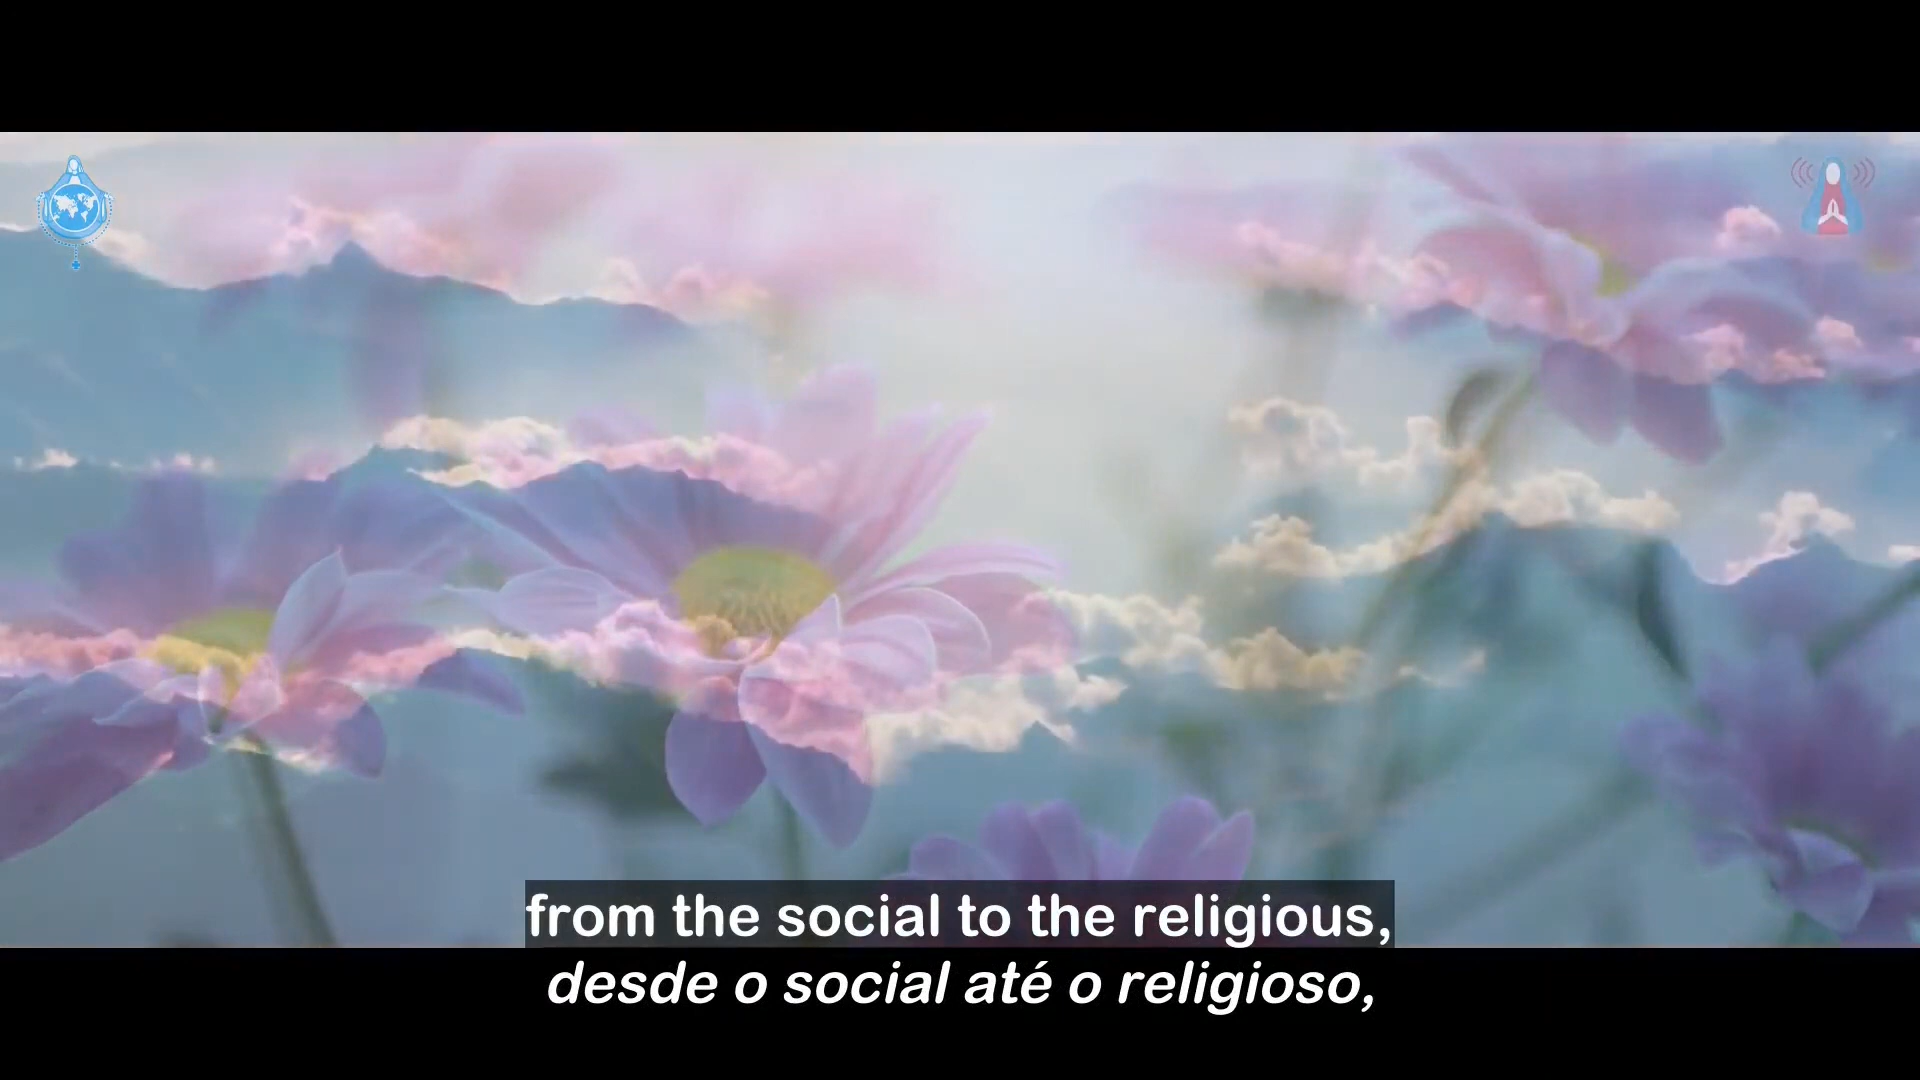 from the social to the religious,
desde o social até o religioso,